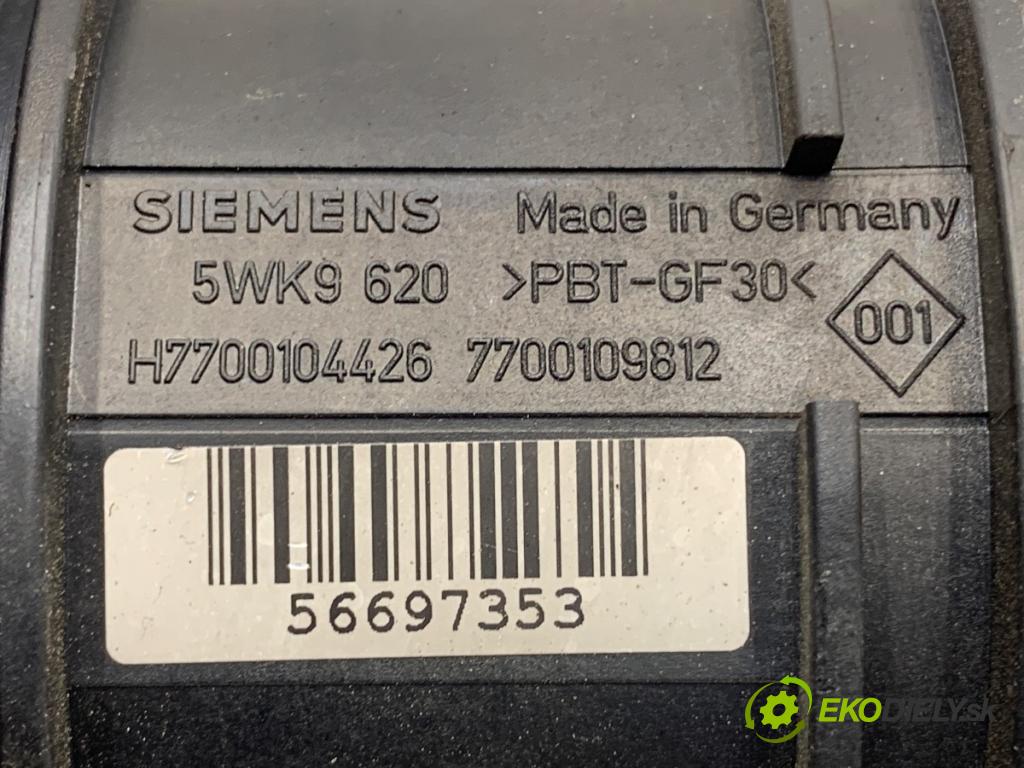 SIEMENS Made in Germany
5WK9 620 >PBT-GF30<
001
H7700104426 7700109812
56697353
EKODIELY.sk